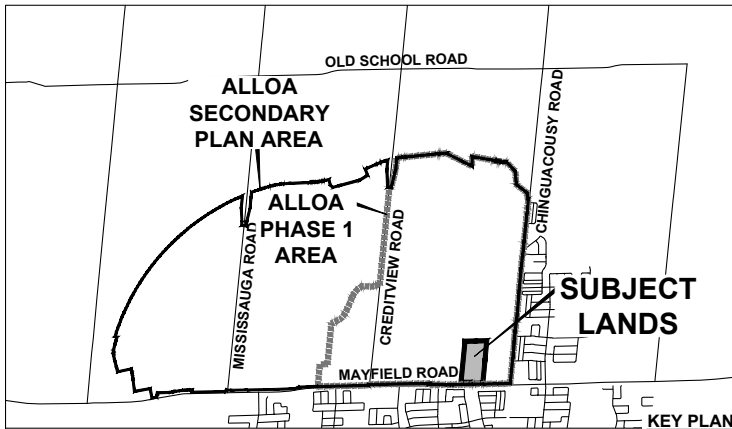 OLD SCHOOL ROAD
ALLOA
SECONDARY
PLAN AREA
CHINGUACOUSY ROAD
ALLOA
PHASE 1
AREA
MISSISSAUGA ROAD
CREDITVIEW ROAD
SUBJECT
LANDS
MAYFIELD ROAD
KEY PLAN